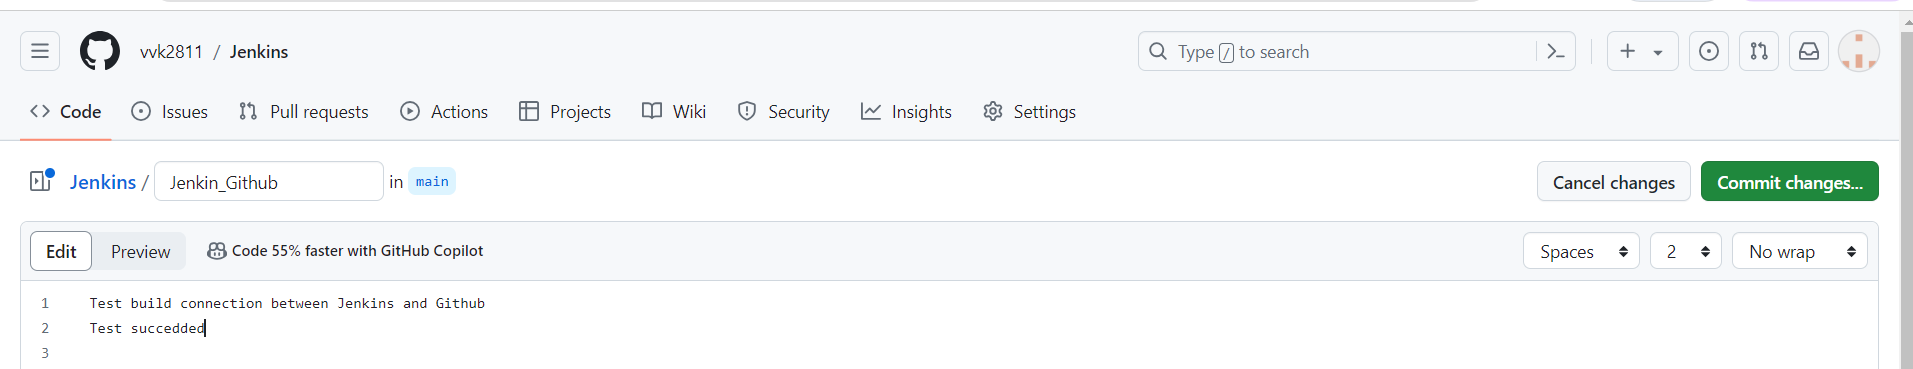 vvk2811 / Jenkins
Type / to search
Code Issues Pull requests Actions Projects Wiki Security Insights Settings
Jenkins / Jenkin_Github in main
Cancel changes Commit changes...
Edit Preview Code 55% faster with GitHub Copilot
Spaces 2 No wrap
1 Test build connection between Jenkins and Github
2 Test succedded
3